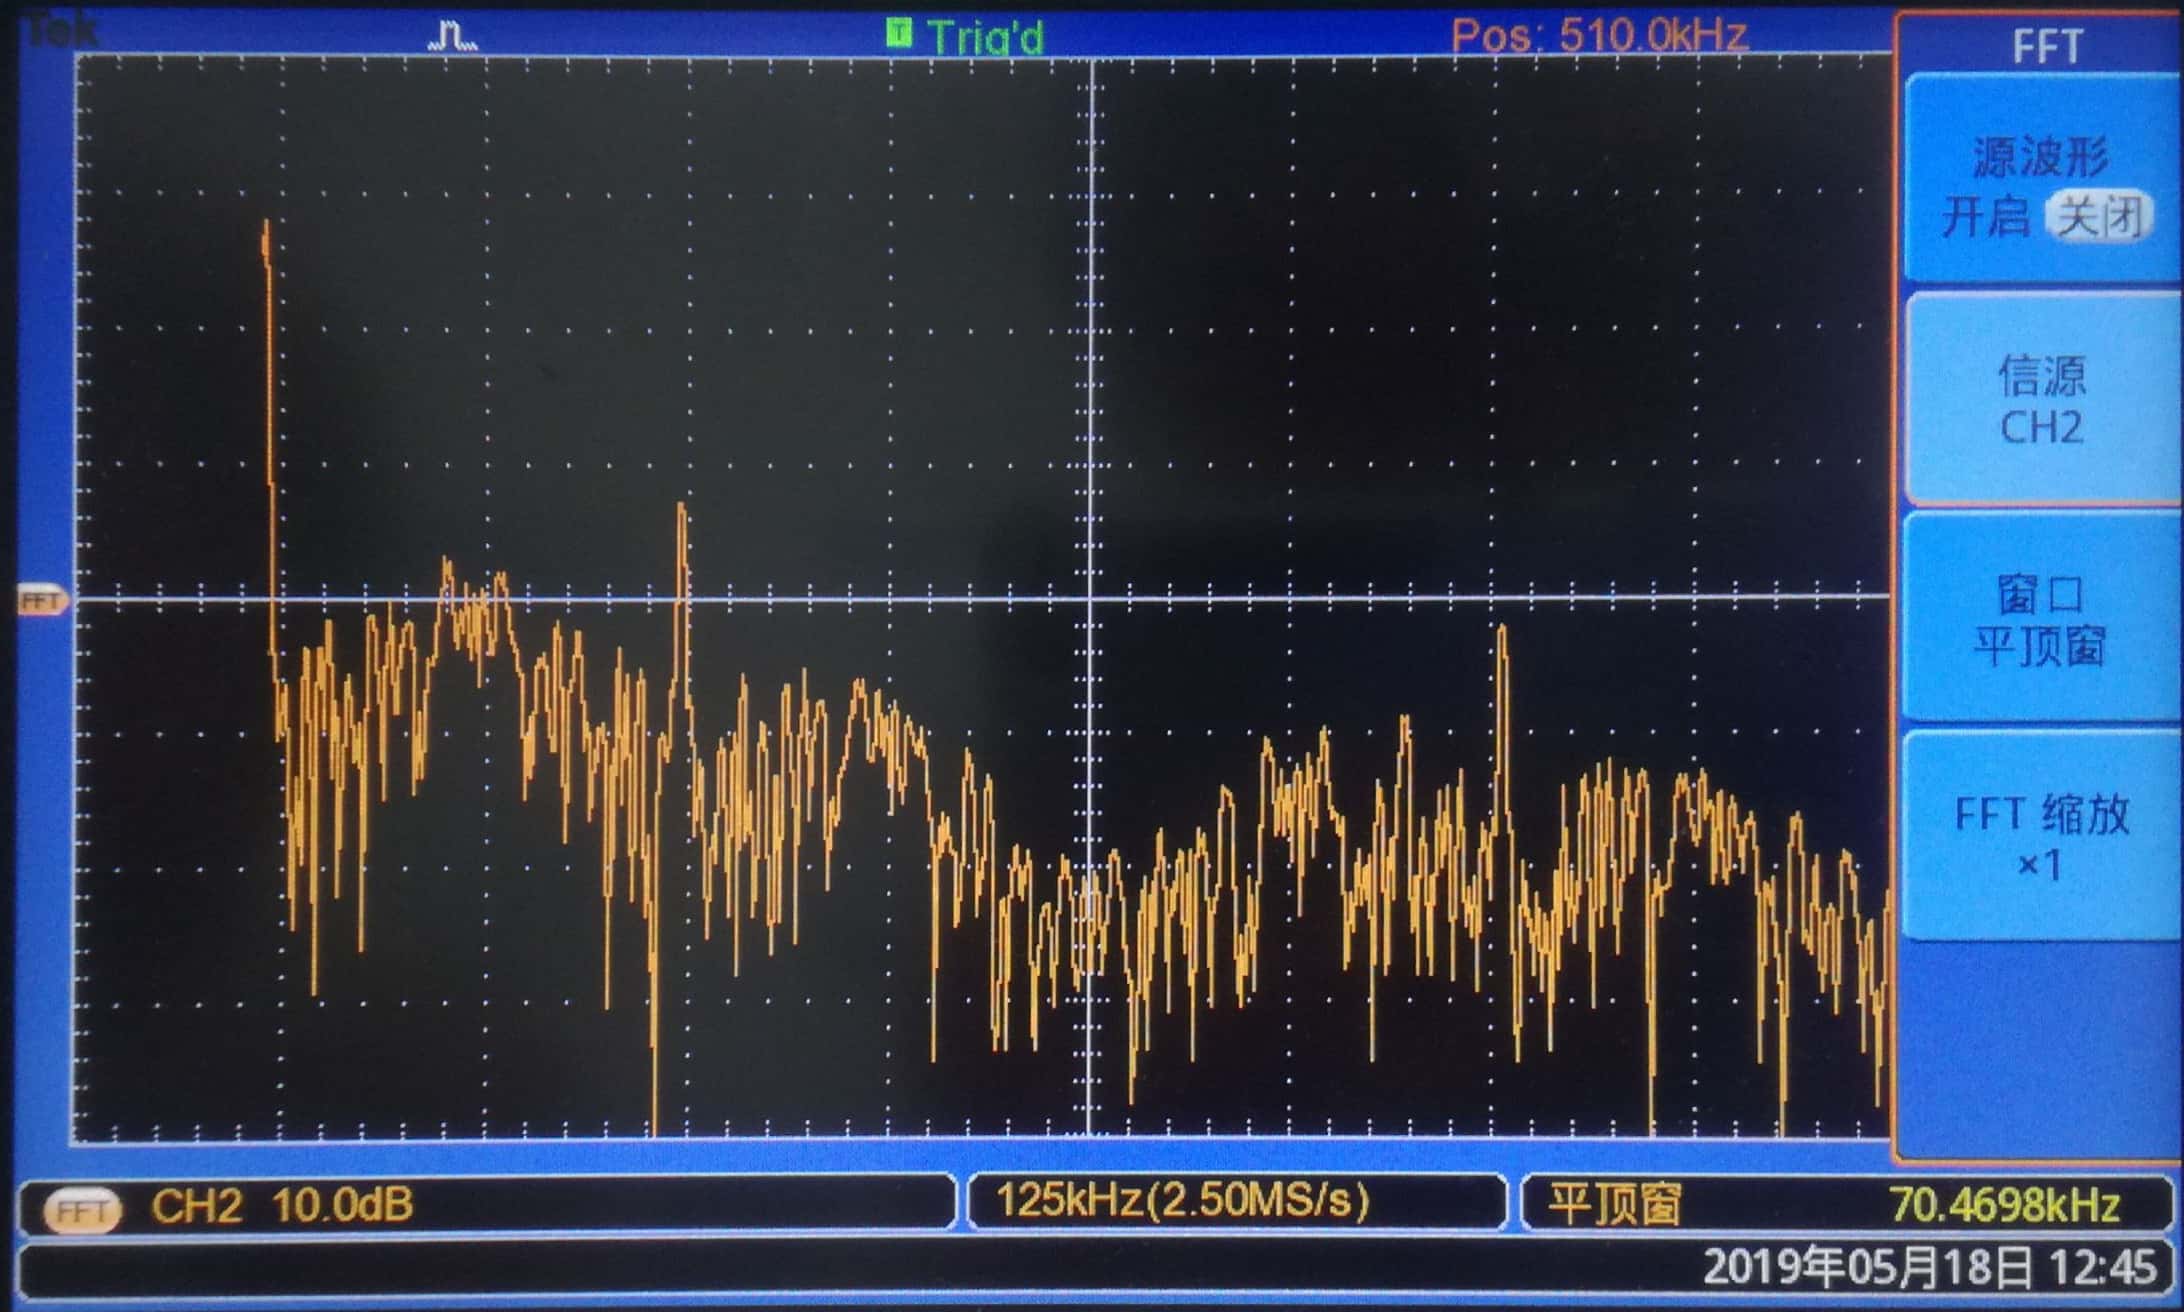 Tek
T Trig'd
Pos: 510.0kHz
FFT
源波形
开启 关闭
信源
CH2
窗口
平顶窗
FFT 缩放
×1
FFT
FFT CH2 10.0dB
125kHz(2.50MS/s)
平顶窗 70.4698kHz
2019年05月18日 12:45